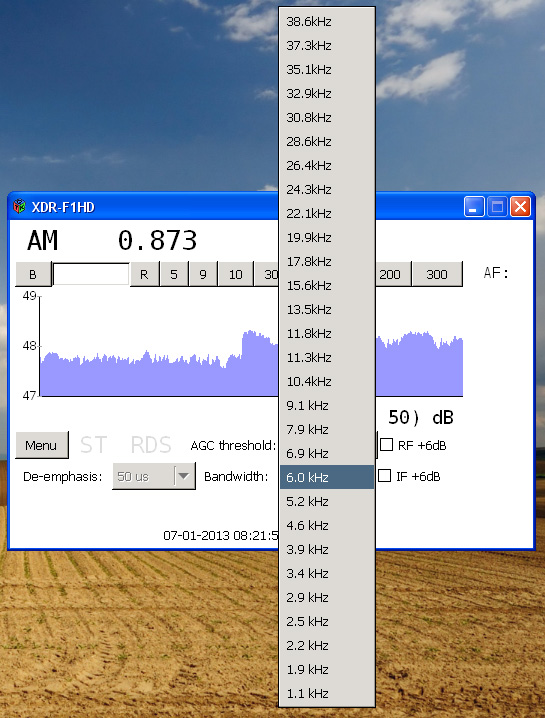 38.6kHz
37.3kHz
35.1kHz
32.9kHz
30.8kHz
28.6kHz
26.4kHz
24.3kHz
22.1kHz
19.9kHz
17.8kHz
15.6kHz
13.5kHz
11.8kHz
11.3kHz
10.4kHz
9.1 kHz
7.9 kHz
6.9 kHz
6.0 kHz
5.2 kHz
4.6 kHz
3.9 kHz
3.4 kHz
2.9 kHz
2.5 kHz
2.2 kHz
1.9 kHz
1.1 kHz
XDR-F1HD
AM 0.873
B R 5 9 10 30 200 300 AF:
49
48
47
50) dB
Menu ST RDS AGC threshold: RF +6dB
De-emphasis: 50 us Bandwidth: IF +6dB
07-01-2013 08:21:5